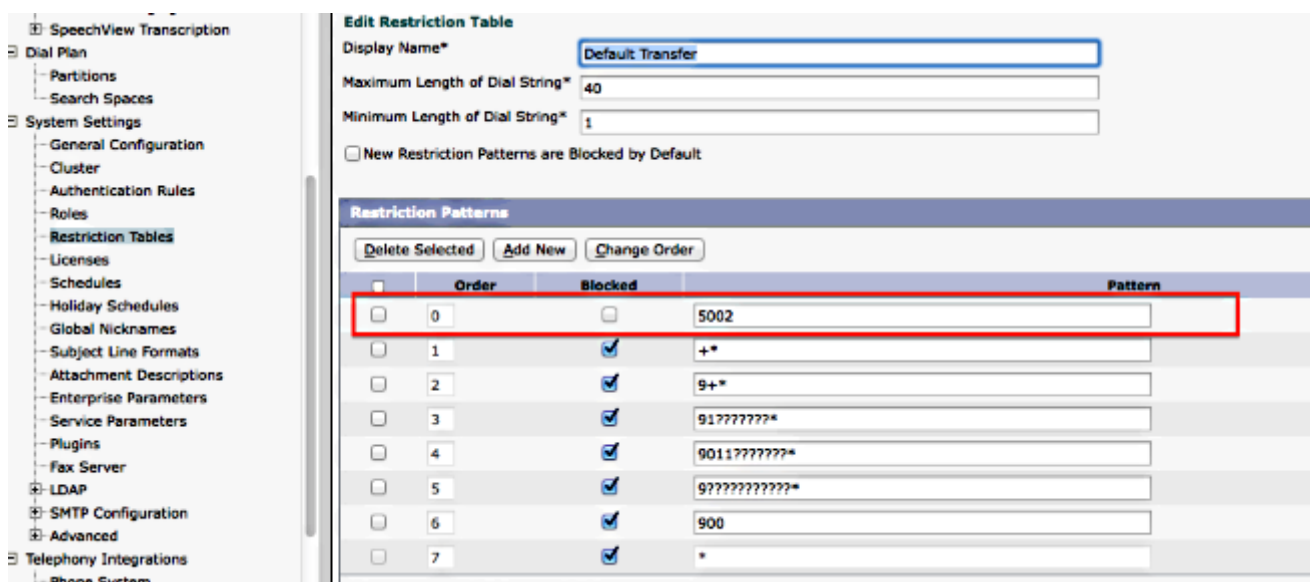 SpeechView Transcription
Dial Plan
Partitions
Search Spaces
System Settings
General Configuration
Cluster
Authentication Rules
Roles
Restriction Tables
Licenses
Schedules
Holiday Schedules
Global Nicknames
Subject Line Formats
Attachment Descriptions
Enterprise Parameters
Service Parameters
Plugins
Fax Server
LDAP
SMTP Configuration
Advanced
Telephony Integrations
Phone System
Edit Restriction Table
Display Name* Default Transfer
Maximum Length of Dial String* 40
Minimum Length of Dial String* 1
New Restriction Patterns are Blocked by Default
Restriction Patterns
Delete Selected Add New Change Order
Order Blocked Pattern
0 5002
1 +*
2 9+*
3 91???????*
4 9011???????*
5 9???????????*
6 900
7 *